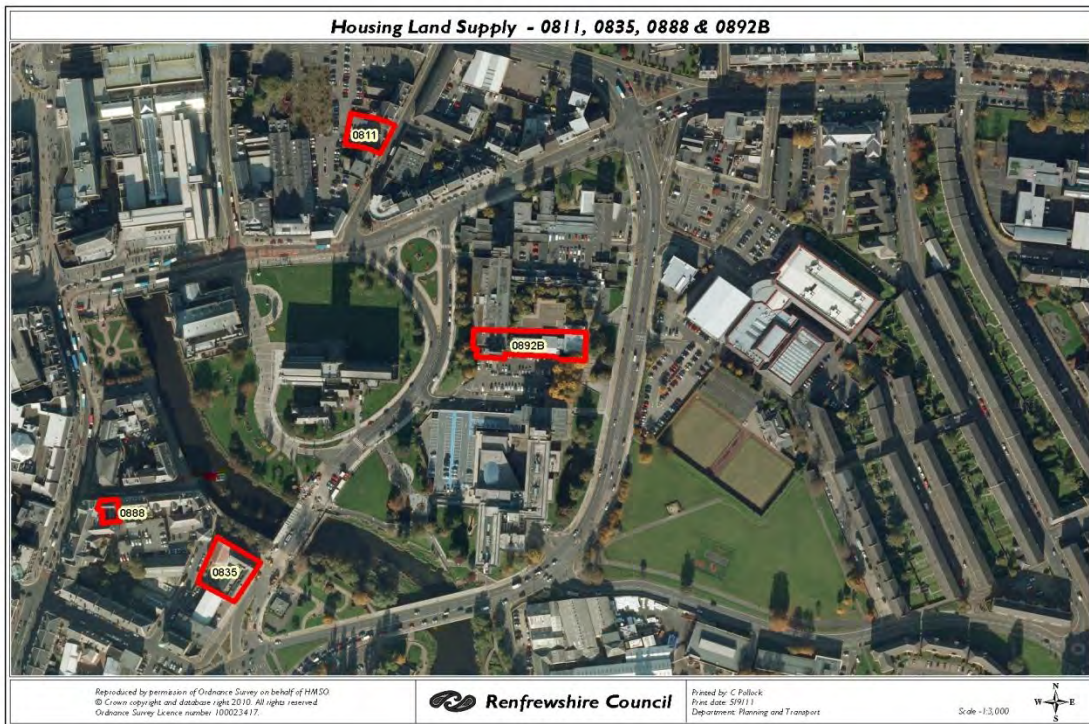 Housing Land Supply - 0811, 0835, 0888 & 0892B
0811
0892B
0888
0835
Reproduced by permission of Ordnance Survey on behalf of HMSO.
© Crown copyright and database right 2010. All rights reserved.
Ordnance Survey Licence number 100023417.
Renfrewshire Council
Printed by: C Pollock
Print date: 5/9/11
Department: Planning and Transport
Scale -1:3,000
N
W E
S